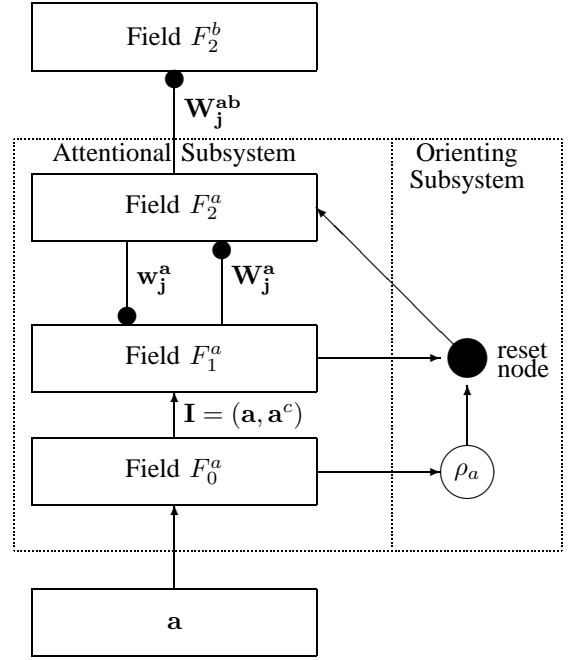 Field $F_2^b$
$\mathbf{W_j^{ab}}$
Attentional Subsystem
Orienting
Subsystem
Field $F_2^a$
$\mathbf{w_j^a}$
$\mathbf{W_j^a}$
Field $F_1^a$
reset
node
$\mathbf{I} = (\mathbf{a}, \mathbf{a}^c)$
Field $F_0^a$
$\rho_a$
$\mathbf{a}$